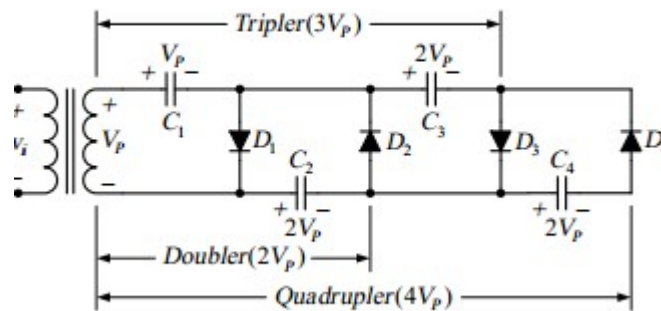 Tripler(3V_P)
V_P
2V_P
+ − + −
+ C_1 C_3
V_i V_P D_1 C_2 D_2 D_3 C_4 D
−
+ − + −
2V_P 2V_P
Doubler(2V_P)
Quadrupler(4V_P)